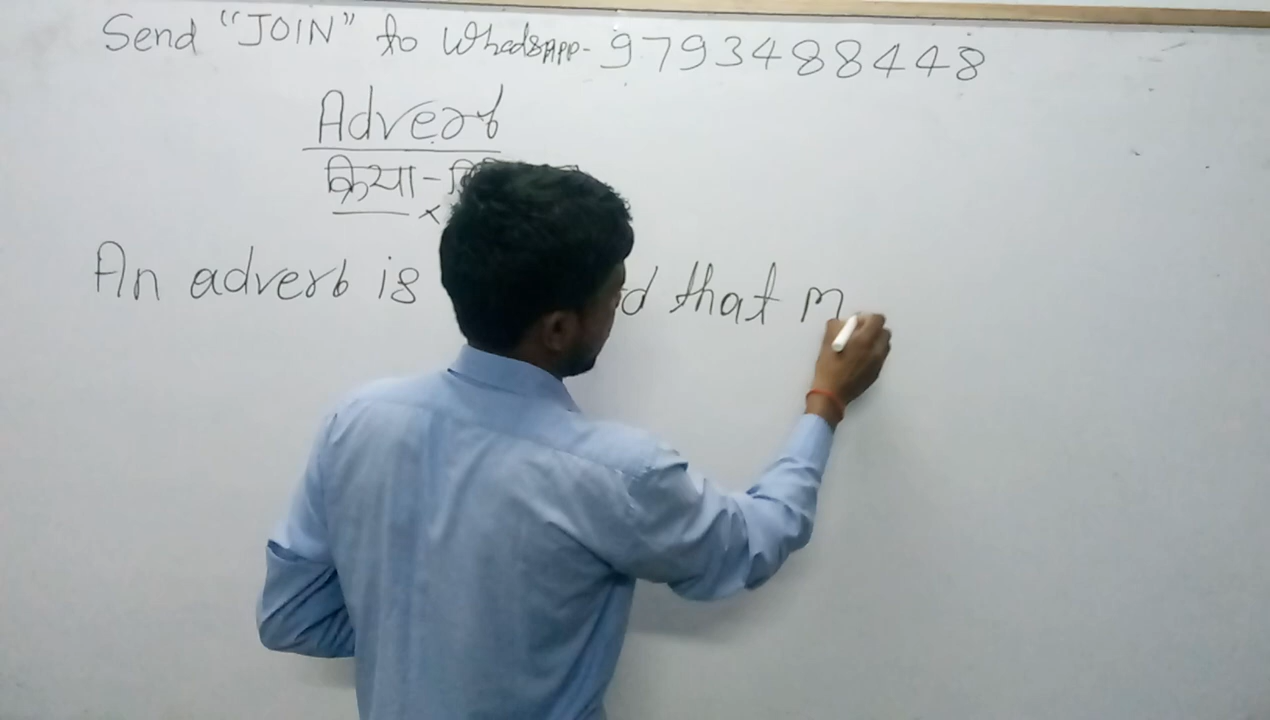 Send "JOIN" to WhatsApp- 9793488448
Adverb
क्रिया-
An adverb is that m